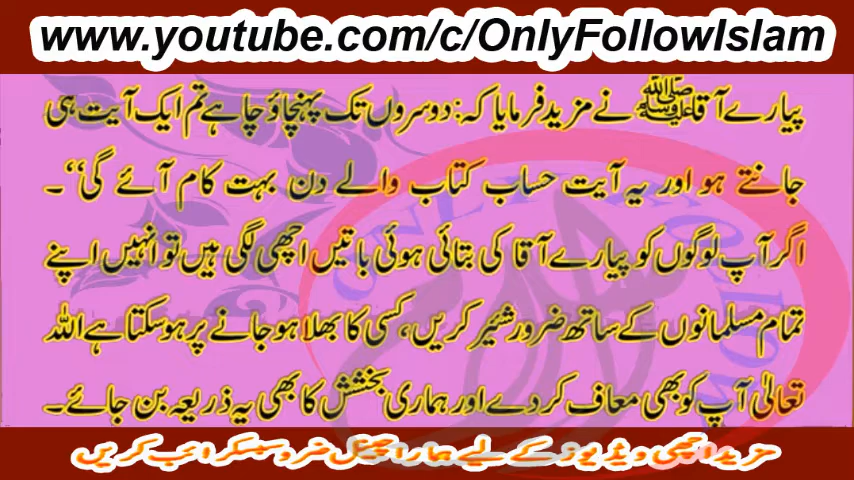 www.youtube.com/c/OnlyFollowIslam
پیارے آقا ﷺ نے مزید فرمایا کہ: دوسروں تک پہنچاؤ چاہے تم ایک آیت ہی
جانتے ہو اور یہ آیت حساب کتاب والے دن بہت کام آئے گی‘‘۔
اگر آپ لوگوں کو پیارے آقا کی بتائی ہوئی باتیں اچھی لگی ہیں تو انہیں اپنے
تمام مسلمانوں کے ساتھ ضرور شئیر کریں، کسی کا بھلا ہو جانے پر ہو سکتا ہے اللہ
تعالیٰ آپ کو بھی معاف کر دے اور ہماری بخشش کا بھی یہ ذریعہ بن جائے۔
مزید اچھی ویڈیوز کے لیے ہمارا چینل ضرور سبسکرائب کریں